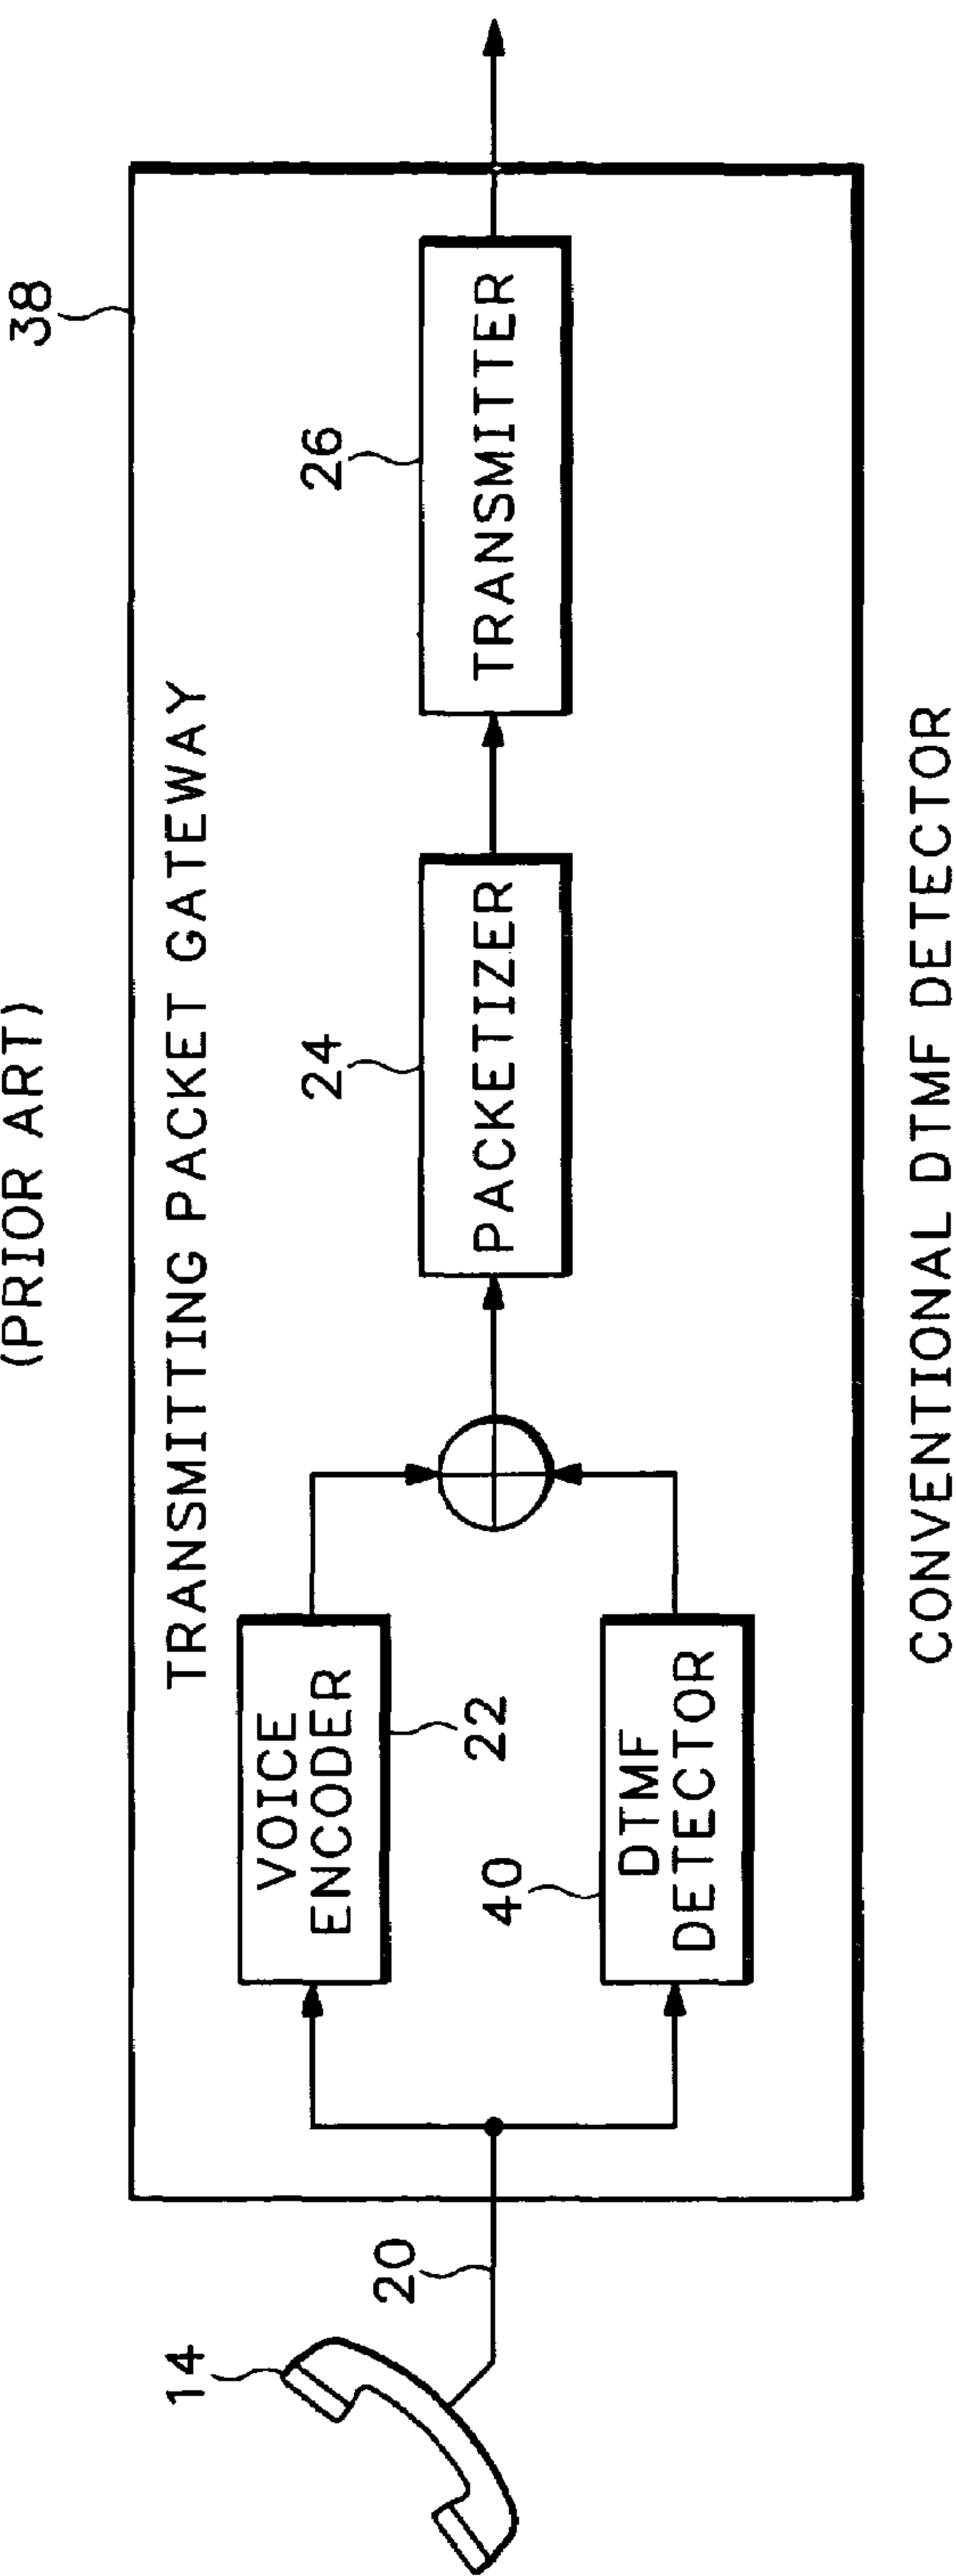 (PRIOR ART)
38
TRANSMITTING PACKET GATEWAY
14
20
VOICE
ENCODER
22
40
DTMF
DETECTOR
24
PACKETIZER
26
TRANSMITTER
CONVENTIONAL DTMF DETECTOR